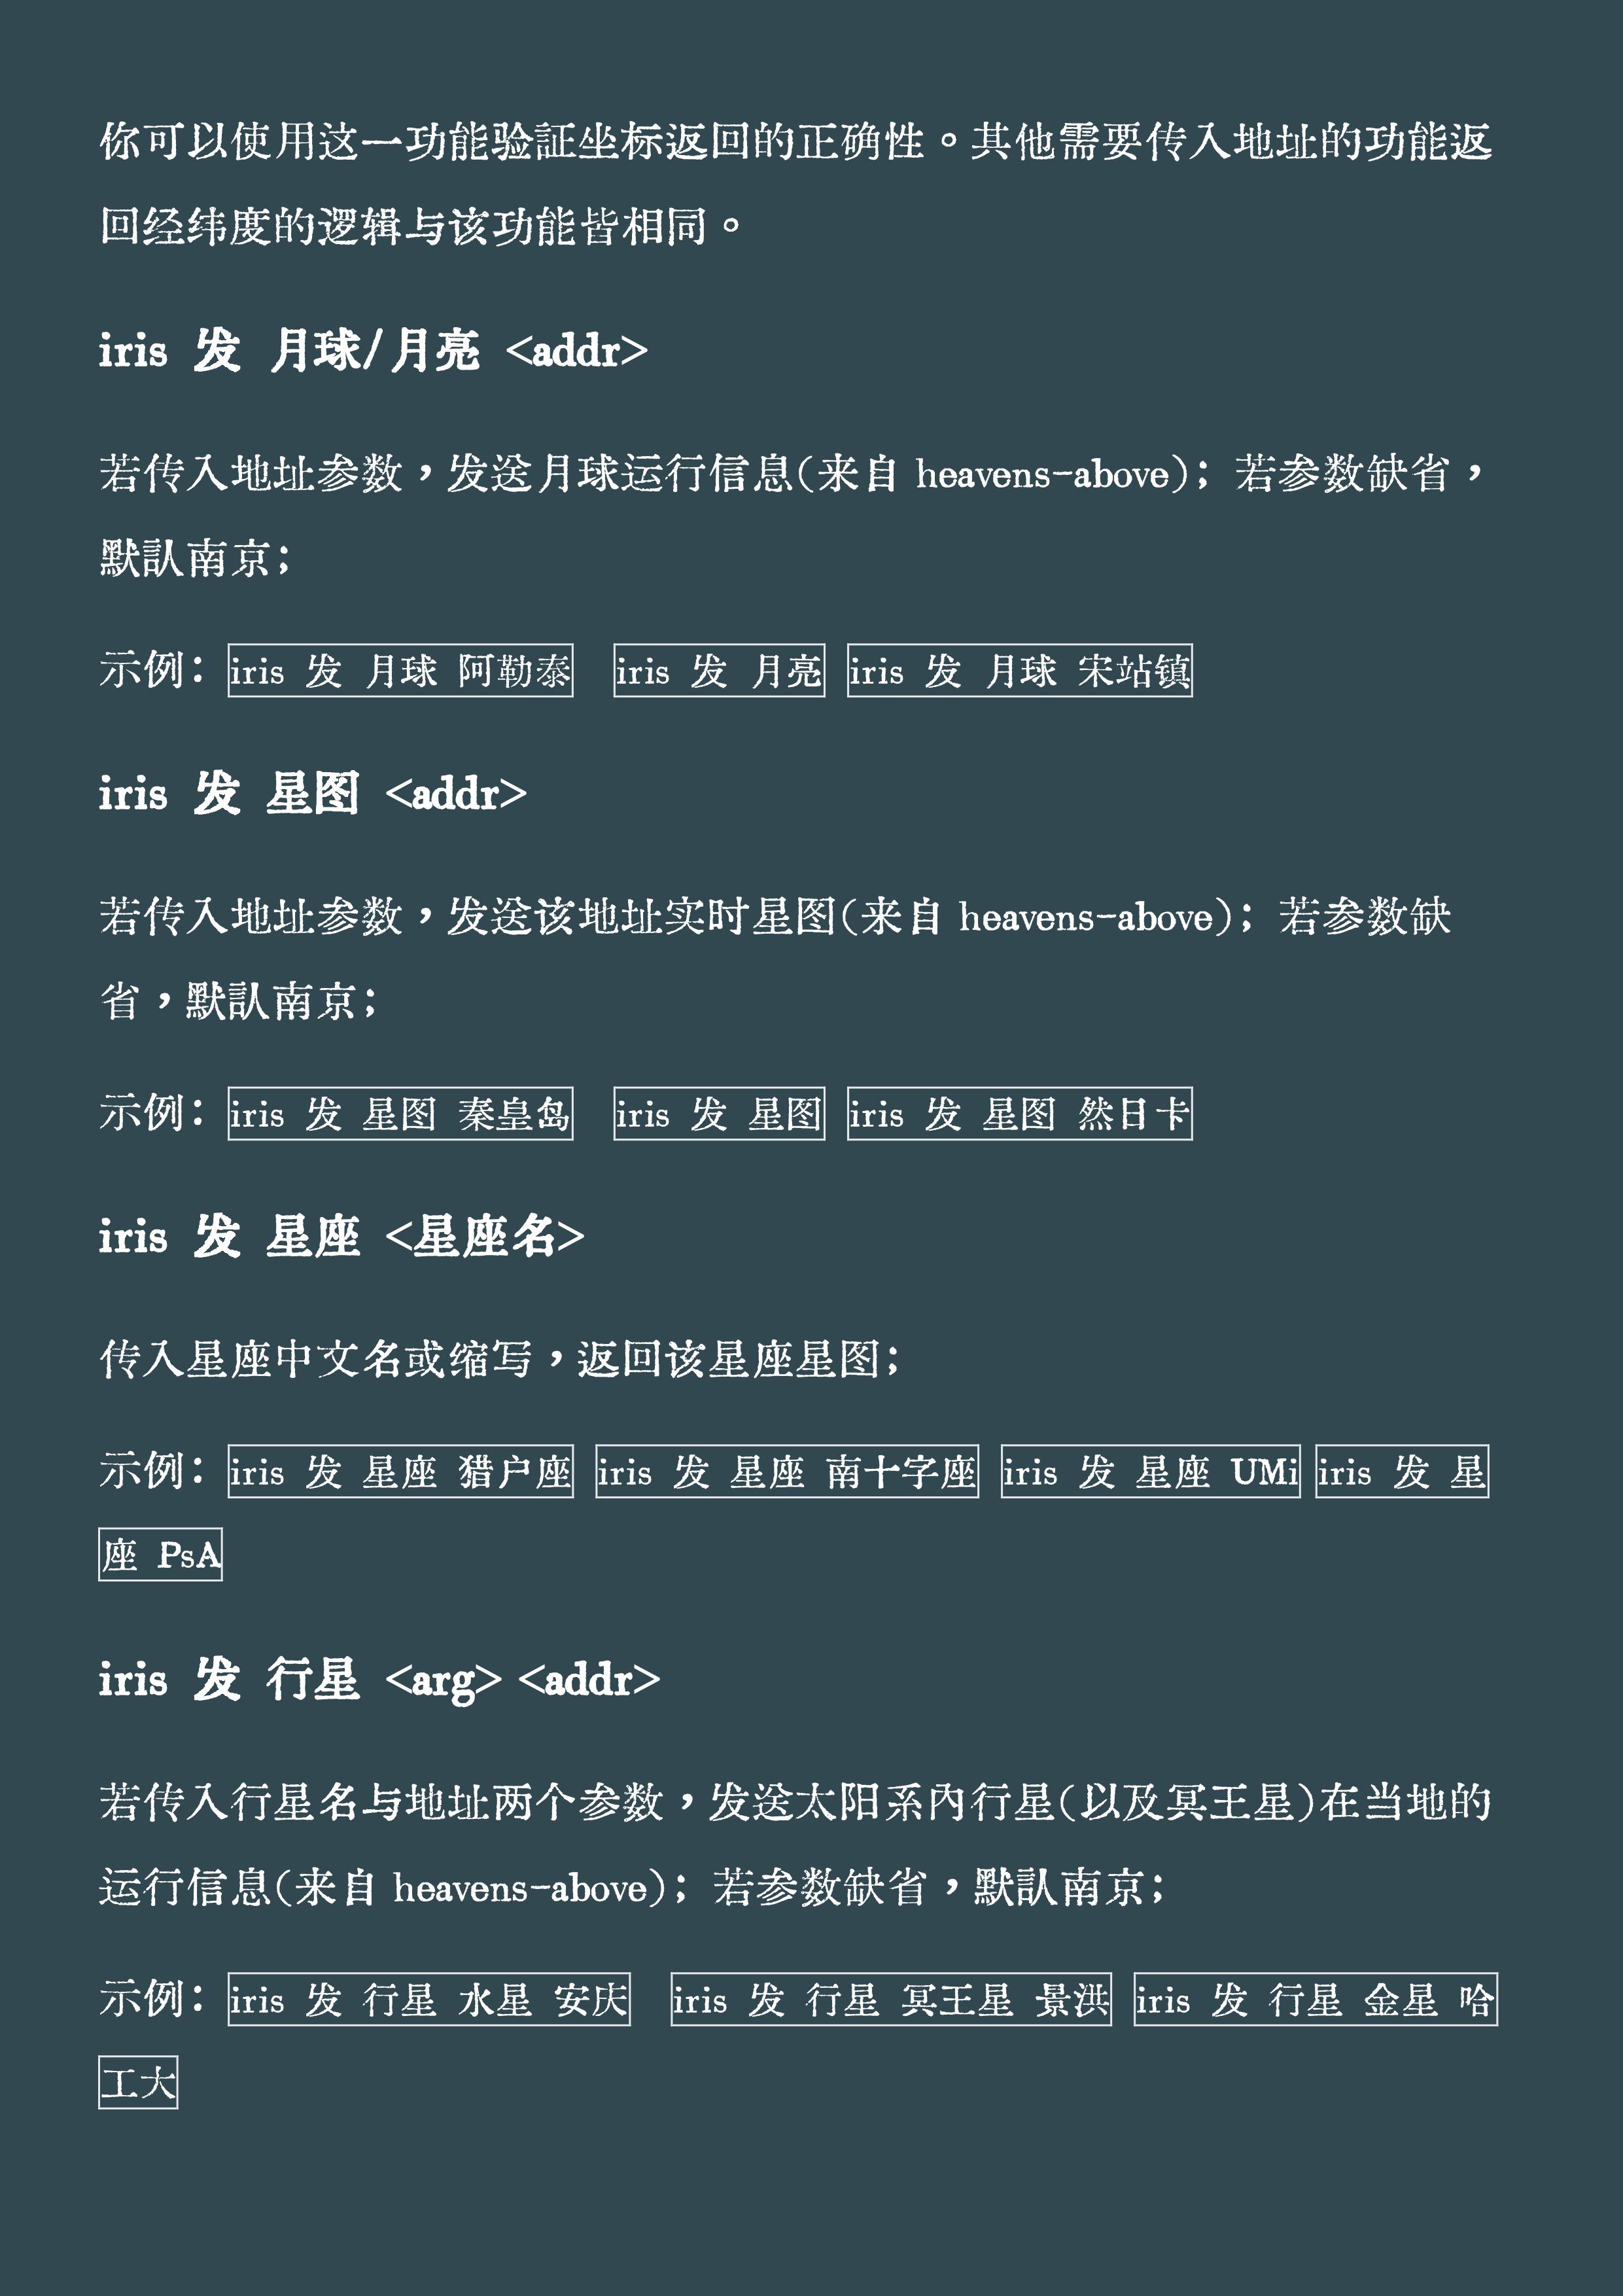 你可以使用这一功能验証坐标返回的正确性。其他需要传入地址的功能返
回经纬度的逻辑与该功能皆相同。
iris 发 月球/月亮 <addr>
若传入地址参数，发送月球运行信息(来自 heavens-above)；若参数缺省，
默認南京；
示例： iris 发 月球 阿勒泰 iris 发 月亮 iris 发 月球 宋站镇
iris 发 星图 <addr>
若传入地址参数，发送该地址实时星图(来自 heavens-above)；若参数缺
省，默認南京；
示例： iris 发 星图 秦皇岛 iris 发 星图 iris 发 星图 然日卡
iris 发 星座 <星座名>
传入星座中文名或缩写，返回该星座星图；
示例： iris 发 星座 猎户座 iris 发 星座 南十字座 iris 发 星座 UMi iris 发 星
座 PsA
iris 发 行星 <arg> <addr>
若传入行星名与地址两个参数，发送太阳系內行星(以及冥王星)在当地的
运行信息(来自 heavens-above)；若参数缺省，默認南京；
示例： iris 发 行星 水星 安庆 iris 发 行星 冥王星 景洪 iris 发 行星 金星 哈
工大